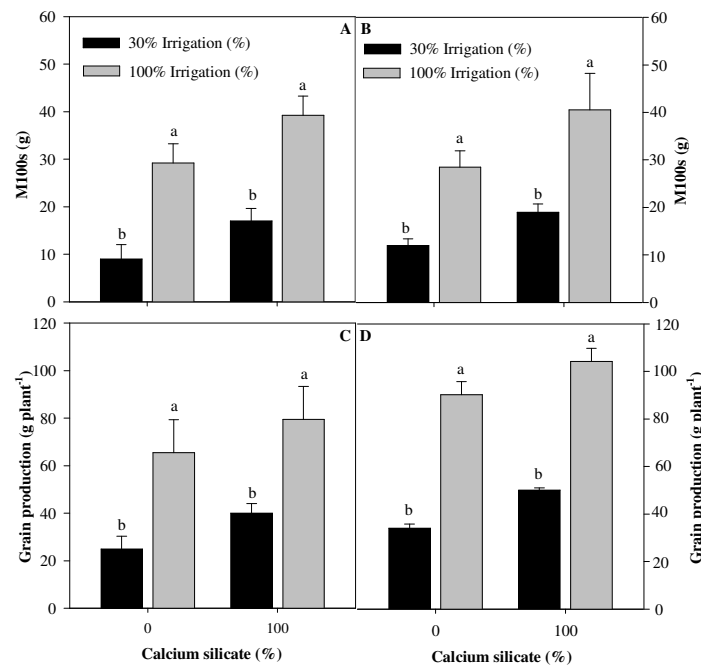 60
50
40
30
20
10
0
M100s (g)
A
30% Irrigation (%)
100% Irrigation (%)
b
a
b
a
B
30% Irrigation (%)
100% Irrigation (%)
b
a
b
a
60
50
40
30
20
10
0
M100s (g)
120
100
80
60
40
20
0
Grain production (g plant⁻¹)
C
b
a
b
a
0
100
Calcium silicate (%)
D
b
a
b
a
0
100
Calcium silicate (%)
120
100
80
60
40
20
0
Grain production (g plant⁻¹)